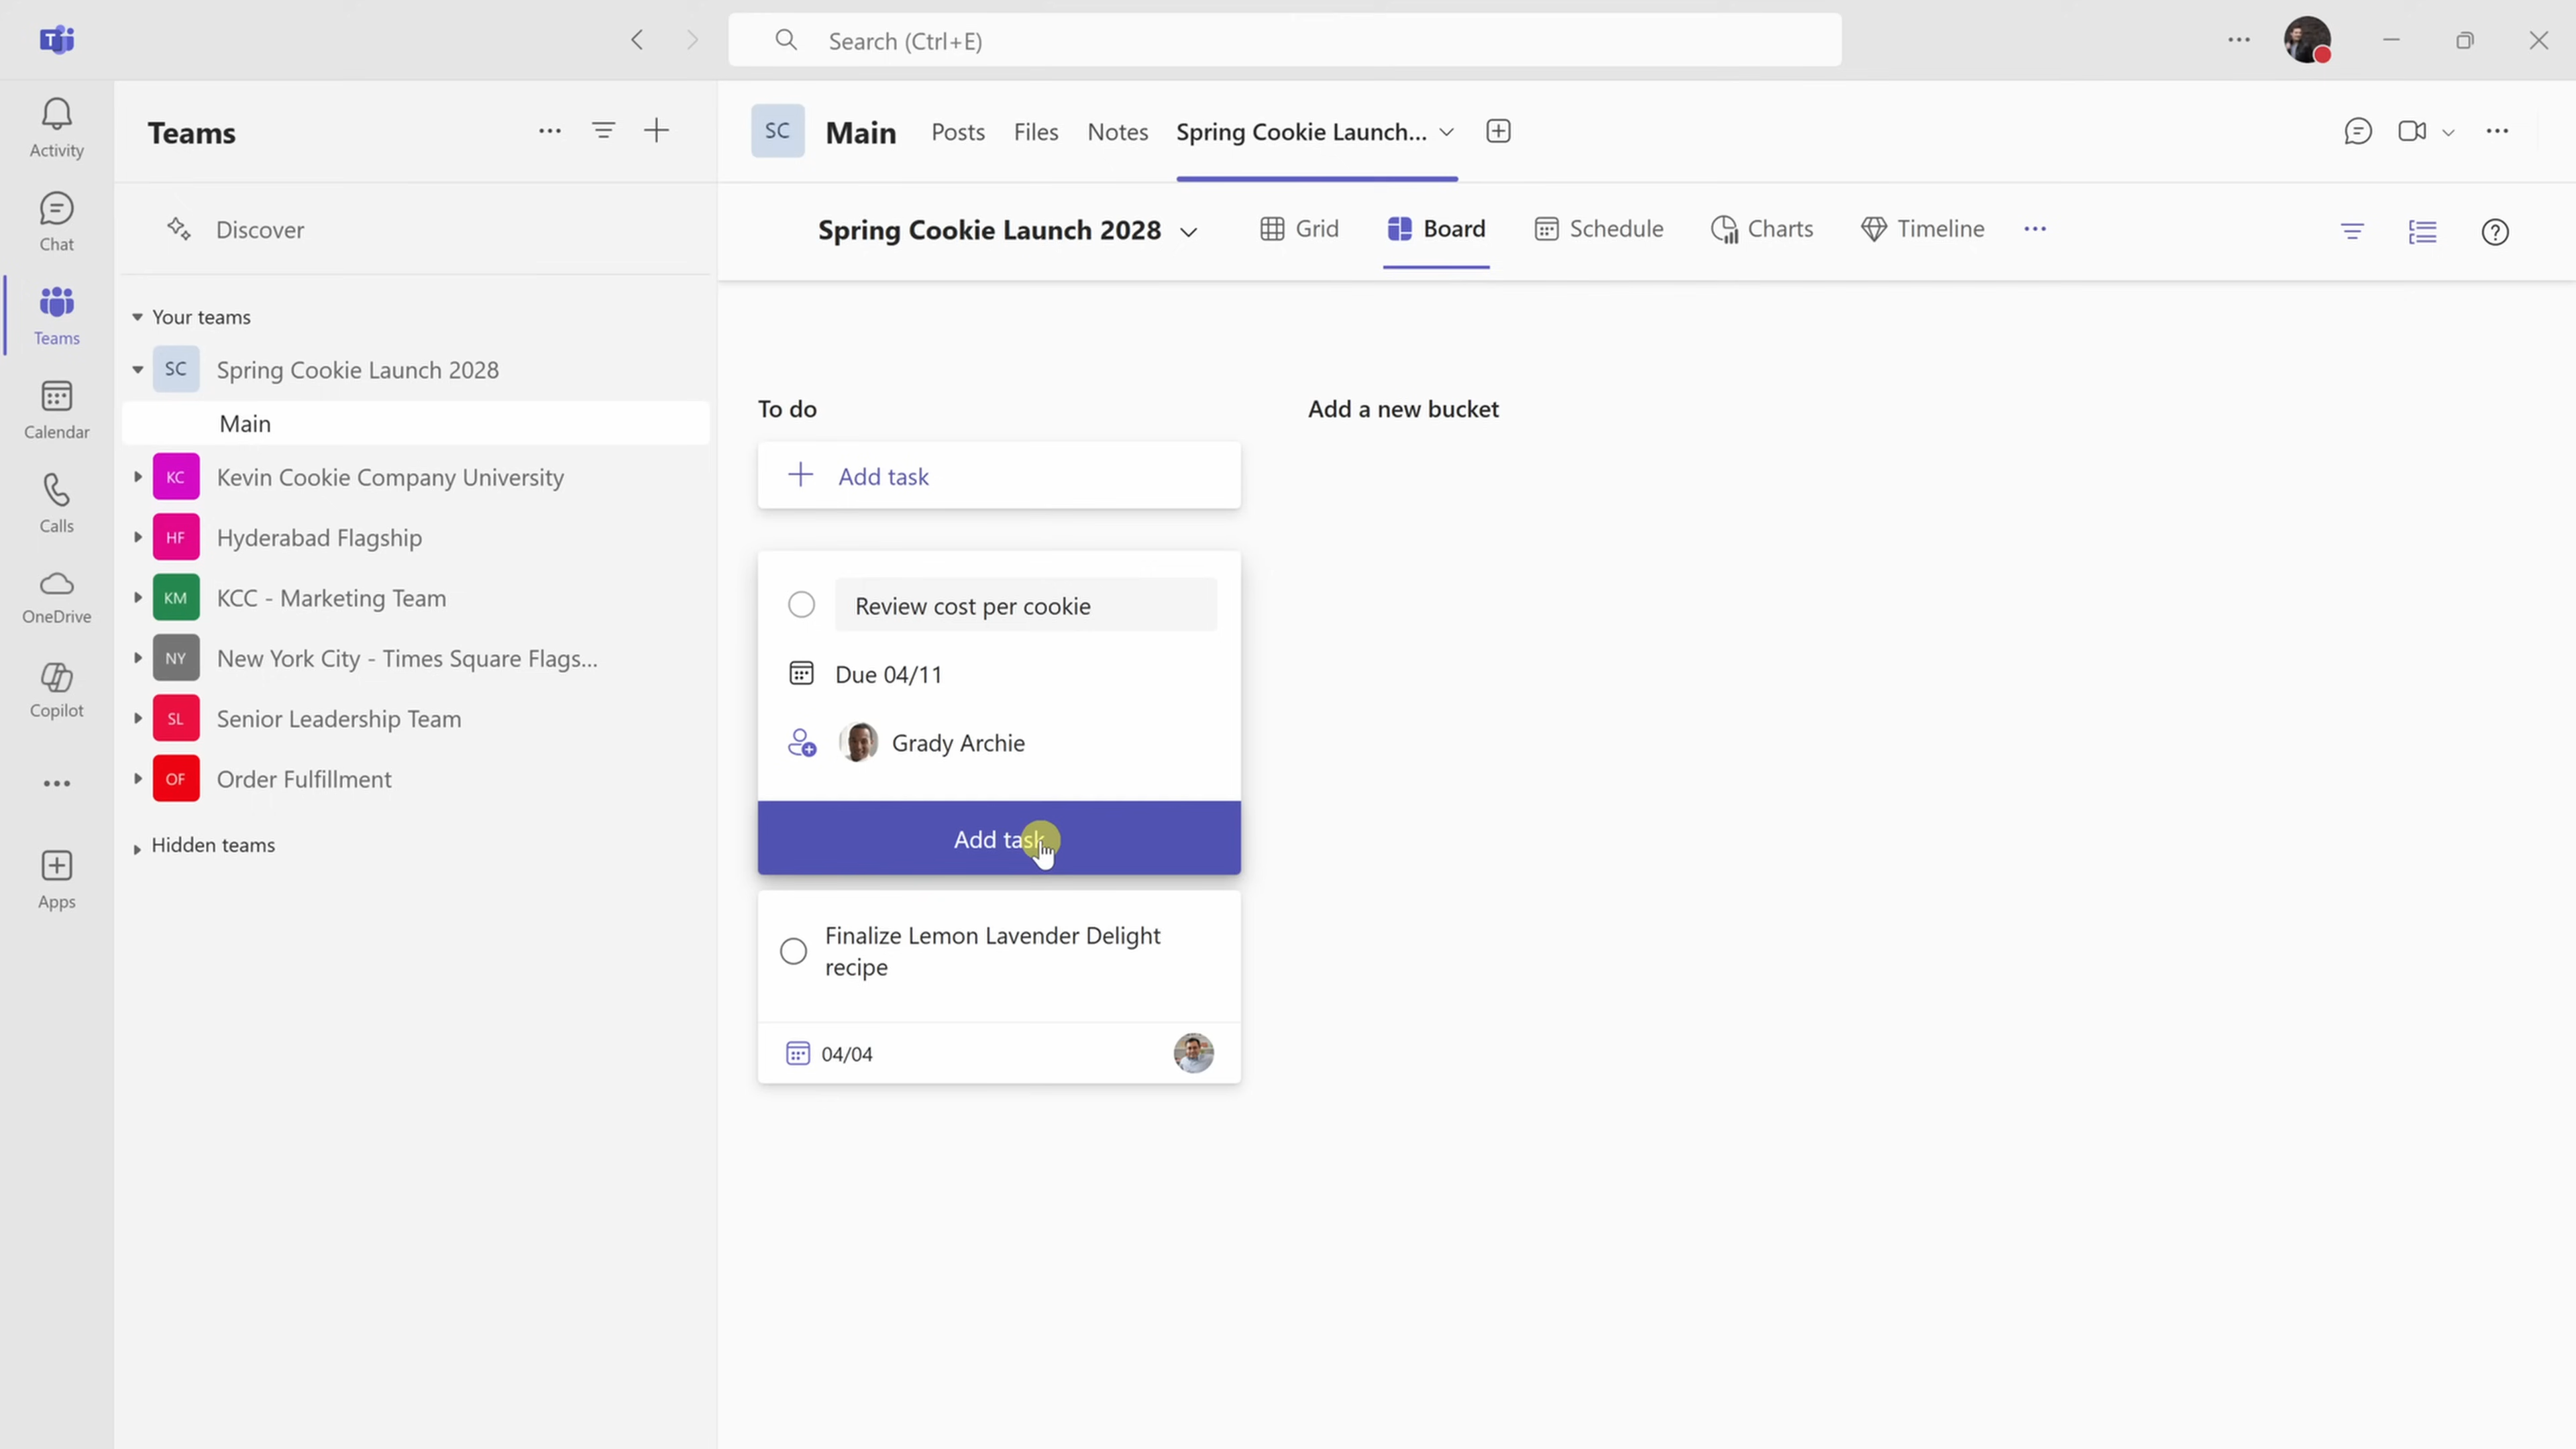 Search (Ctrl+E)
Activity
Chat
Teams
Calendar
Calls
OneDrive
Copilot
Apps
Teams
Discover
Your teams
SC Spring Cookie Launch 2028
Main
KC Kevin Cookie Company University
HF Hyderabad Flagship
KM KCC - Marketing Team
NY New York City - Times Square Flags...
SL Senior Leadership Team
OF Order Fulfillment
Hidden teams
SC Main Posts Files Notes Spring Cookie Launch...
Spring Cookie Launch 2028 Grid Board Schedule Charts Timeline
To do
Add task
Review cost per cookie
Due 04/11
Grady Archie
Add task
Finalize Lemon Lavender Delight
recipe
04/04
Add a new bucket